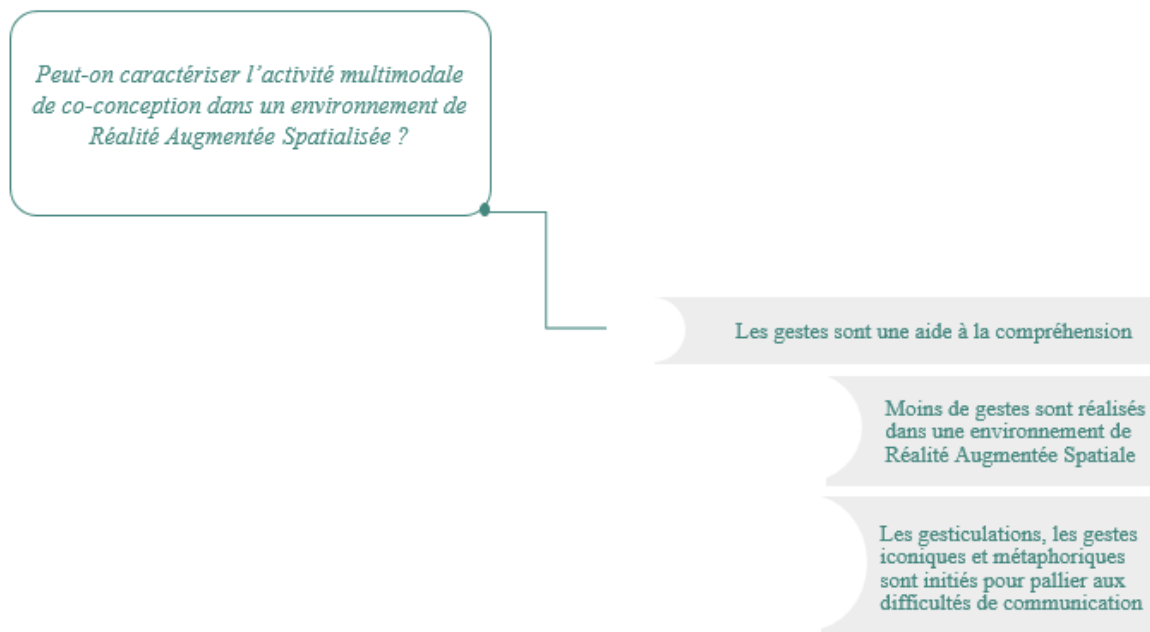 Peut-on caractériser l'activité multimodale
de co-conception dans un environnement de
Réalité Augmentée Spatialisée ?
Les gestes sont une aide à la compréhension
Moins de gestes sont réalisés
dans une environnement de
Réalité Augmentée Spatiale
Les gesticulations, les gestes
iconiques et métaphoriques
sont initiés pour pallier aux
difficultés de communication